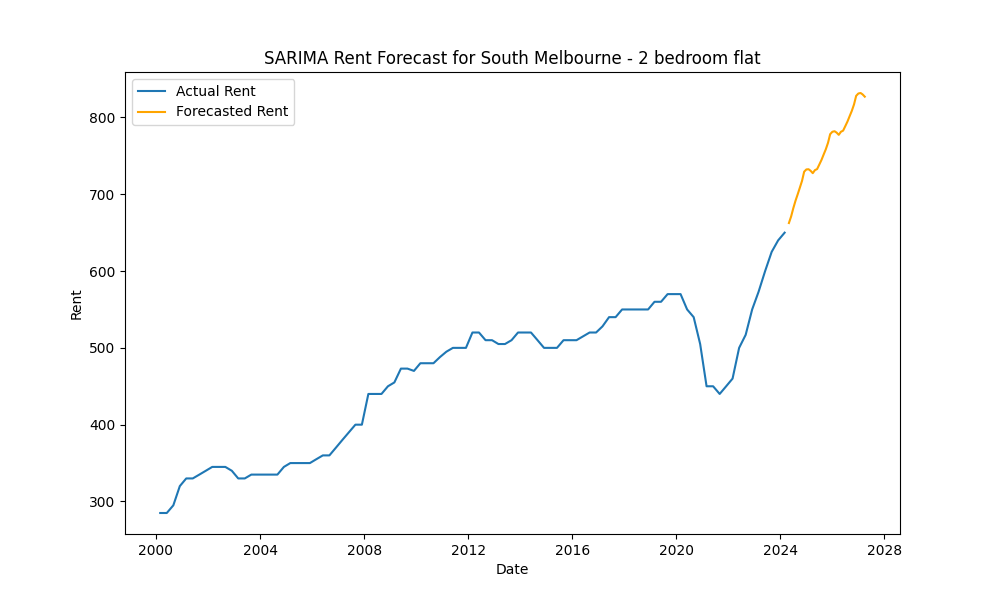 SARIMA Rent Forecast for South Melbourne - 2 bedroom flat
Actual Rent
Forecasted Rent
800
700
600
500
400
300
Rent
2000 2004 2008 2012 2016 2020 2024 2028
Date